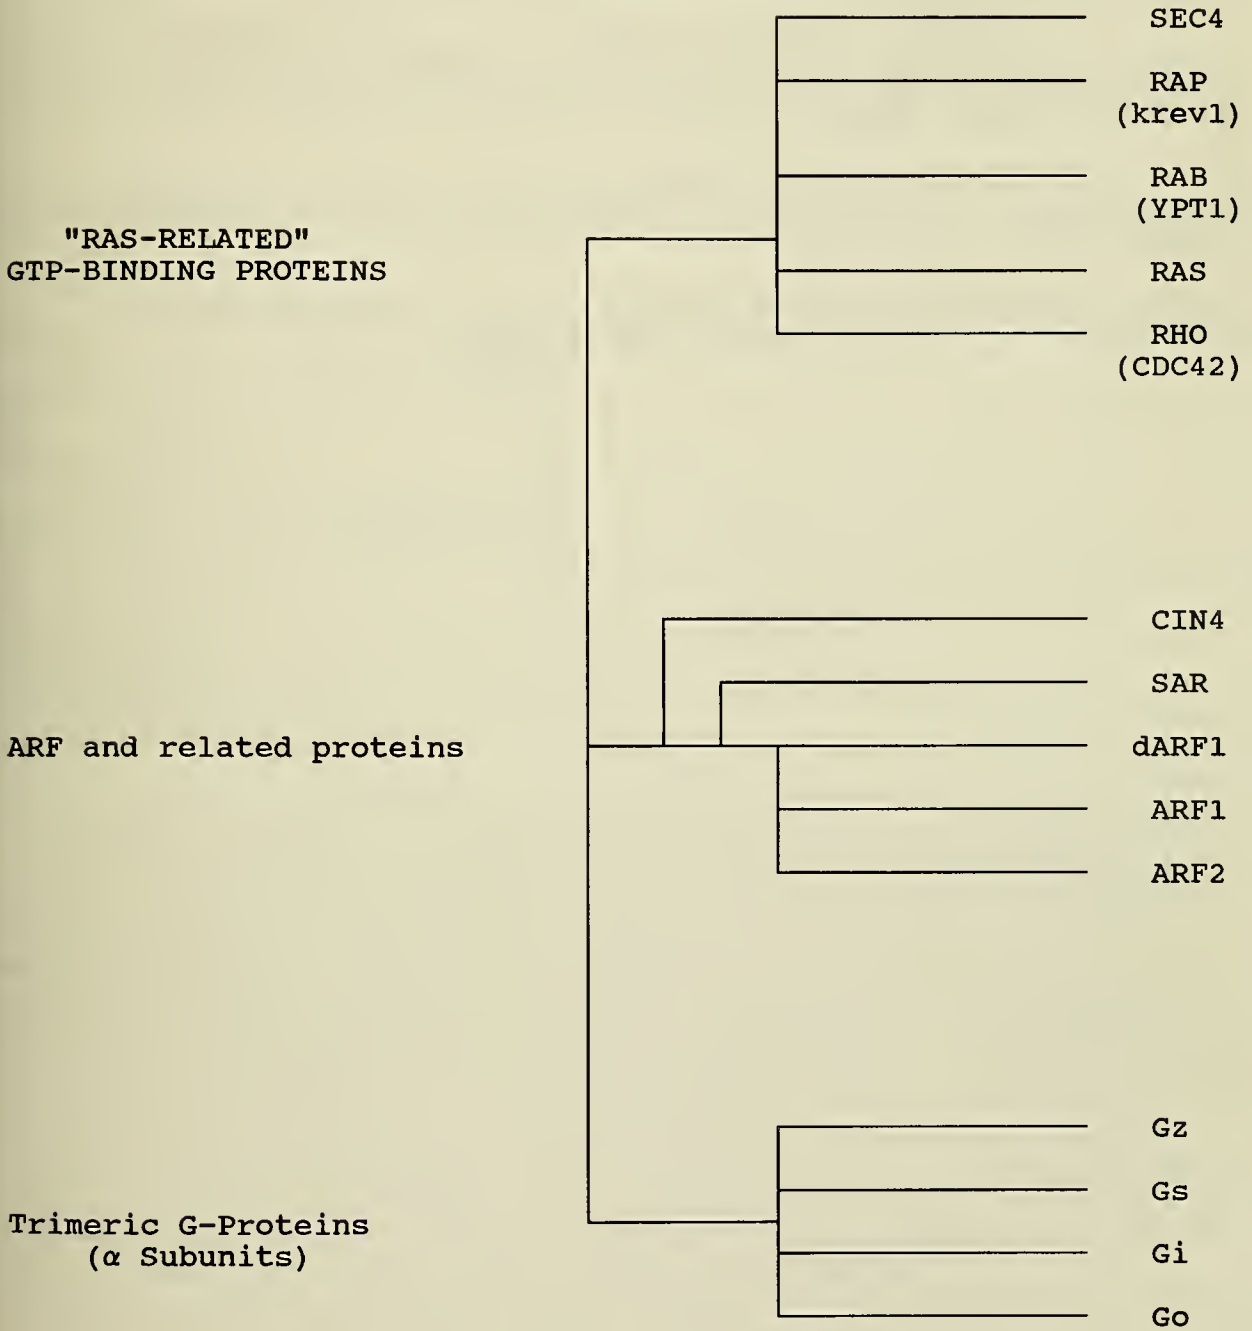 SEC4
RAP
(krev1)
RAB
(YPT1)
"RAS-RELATED"
GTP-BINDING PROTEINS
RAS
RHO
(CDC42)
CIN4
SAR
ARF and related proteins
dARF1
ARF1
ARF2
Gz
Gs
Trimeric G-Proteins
(α Subunits)
Gi
Go